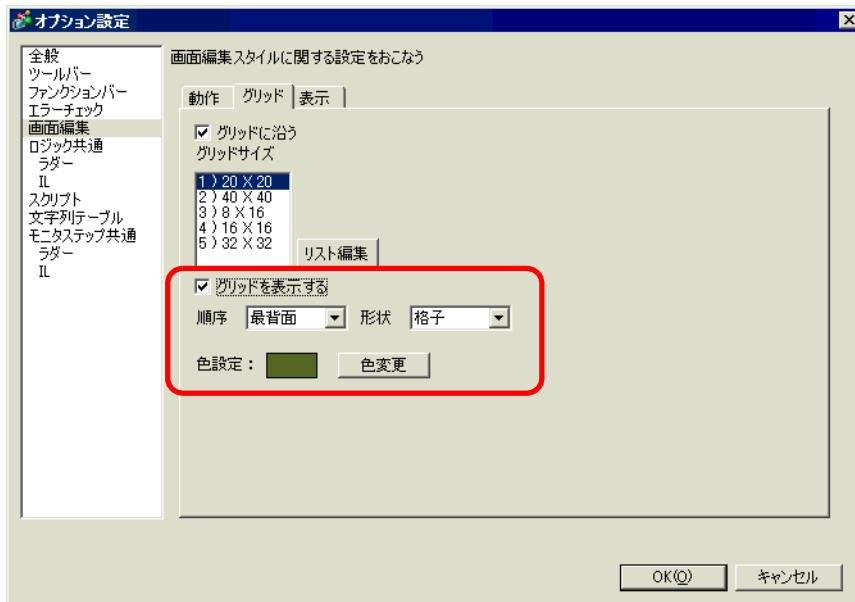 オプション設定
全般
ツールバー
ファンクションバー
エラーチェック
画面編集
ロジック共通
ラダー
IL
スクリプト
文字列テーブル
モニタステップ共通
ラダー
IL
画面編集スタイルに関する設定をおこなう
動作 グリッド 表示
グリッドに沿う
グリッドサイズ
1) 20 X 20
2) 40 X 40
3) 8 X 16
4) 16 X 16
5) 32 X 32
リスト編集
グリッドを表示する
順序 最背面 形状 格子
色設定: 色変更
OK(O) キャンセル